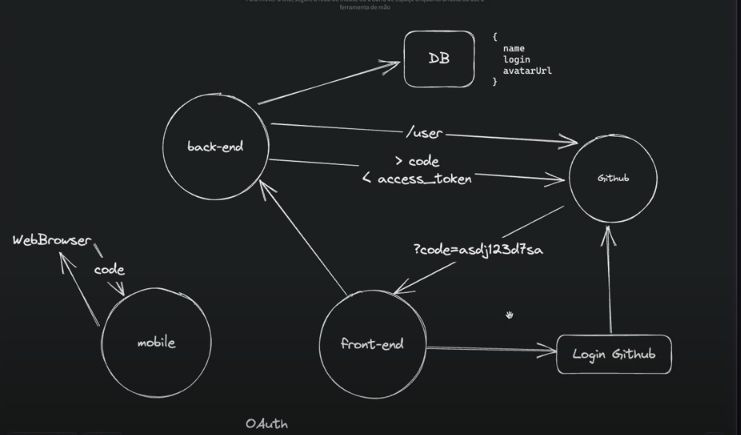 ferramenta de mão
DB
{
name
login
avatarUrl
}
back-end
/user
> code
< access_token
Github
WebBrowser
code
?code=asdj123d7sa
mobile
front-end
Login Github
OAuth